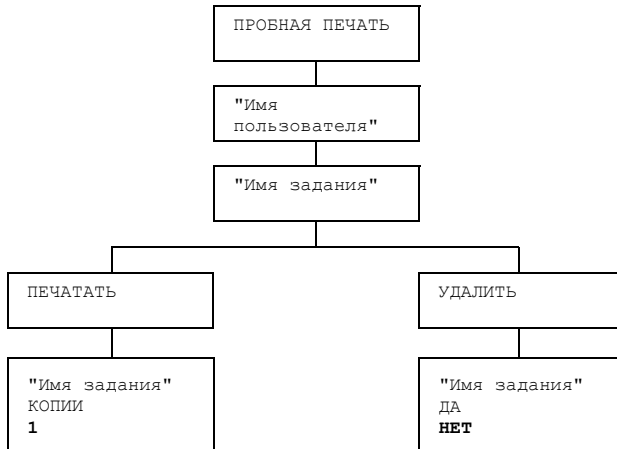 ПРОБНАЯ ПЕЧАТЬ
"Имя
пользователя"
"Имя задания"
ПЕЧАТАТЬ
УДАЛИТЬ
"Имя задания"
КОПИИ
1
"Имя задания"
ДА
НЕТ